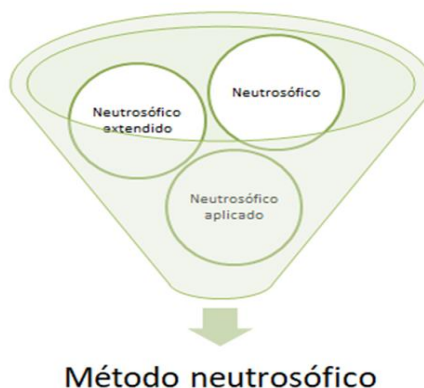 Neutrosófico
Neutrosófico
extendido
Neutrosófico
aplicado
Método neutrosófico